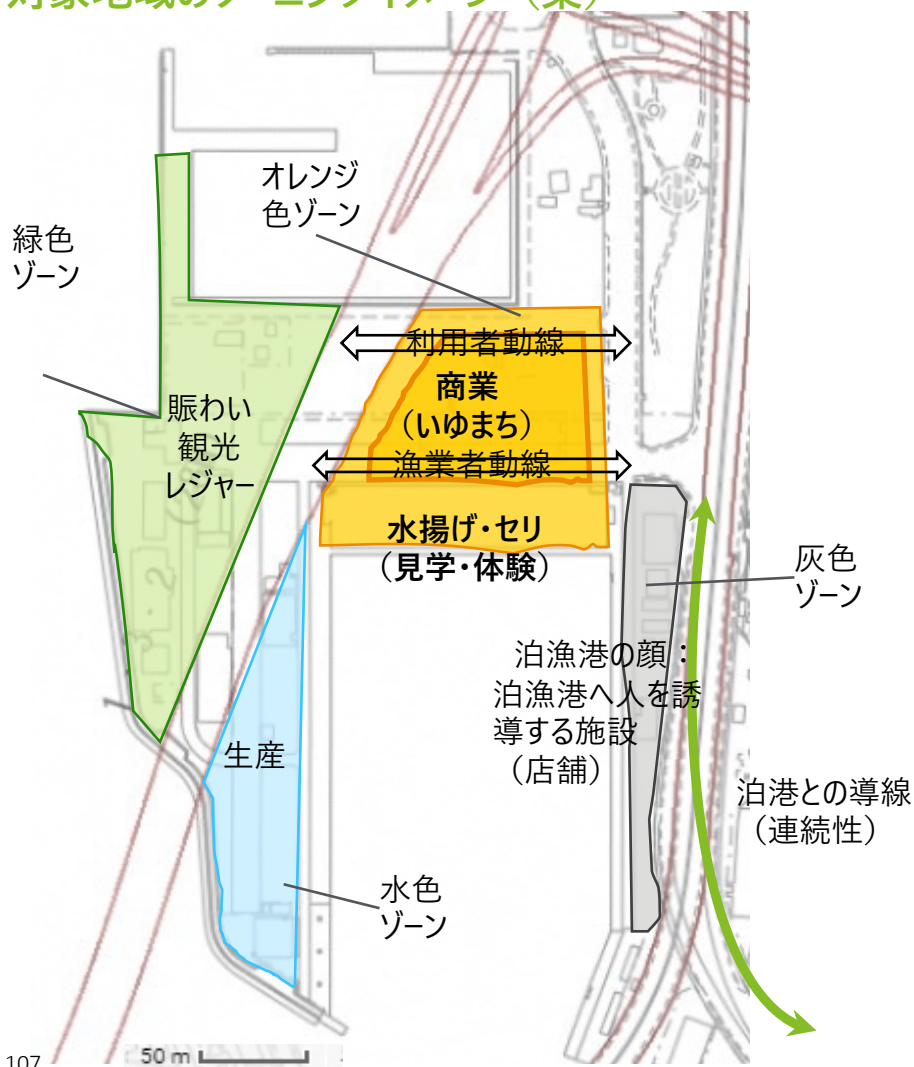 対象地域のゾーニングイメージ（案）
オレンジ
色ゾーン
緑色
ゾーン
利用者動線
商業
（いゆまち）
漁業者動線
賑わい
観光
レジャー
水揚げ・セリ
（見学・体験）
灰色
ゾーン
泊漁港の顔：
泊漁港へ人を誘
導する施設
（店舗）
生産
泊港との導線
（連続性）
水色
ゾーン
50 m
107